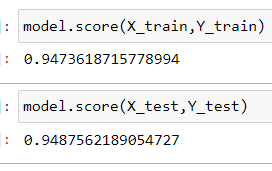 ]: model.score(X_train,Y_train)
]: 0.9473618715778994
]: model.score(X_test,Y_test)
]: 0.9487562189054727